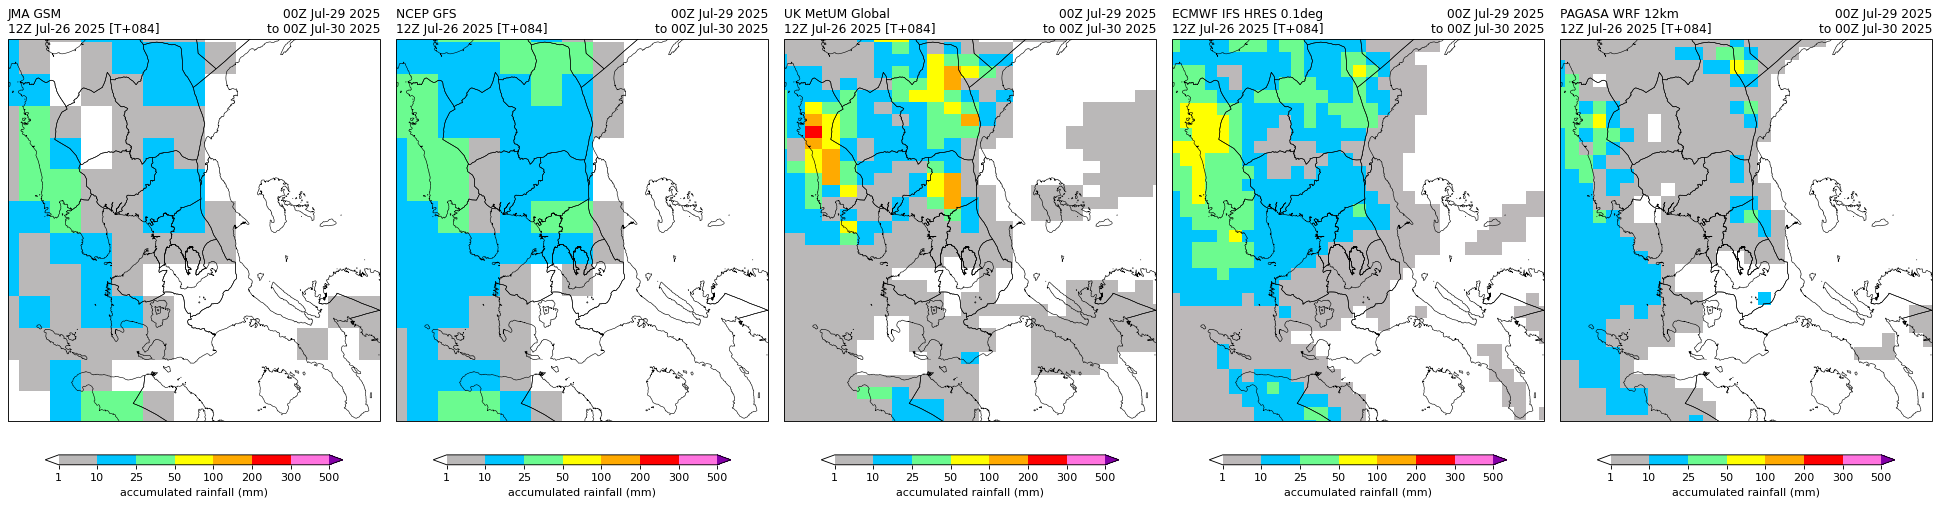 JMA GSM 00Z Jul-29 2025
12Z Jul-26 2025 [T+084] to 00Z Jul-30 2025
1 10 25 50 100 200 300 500
accumulated rainfall (mm)
NCEP GFS 00Z Jul-29 2025
12Z Jul-26 2025 [T+084] to 00Z Jul-30 2025
1 10 25 50 100 200 300 500
accumulated rainfall (mm)
UK MetUM Global 00Z Jul-29 2025
12Z Jul-26 2025 [T+084] to 00Z Jul-30 2025
1 10 25 50 100 200 300 500
accumulated rainfall (mm)
ECMWF IFS HRES 0.1deg 00Z Jul-29 2025
12Z Jul-26 2025 [T+084] to 00Z Jul-30 2025
1 10 25 50 100 200 300 500
accumulated rainfall (mm)
PAGASA WRF 12km 00Z Jul-29 2025
12Z Jul-26 2025 [T+084] to 00Z Jul-30 2025
1 10 25 50 100 200 300 500
accumulated rainfall (mm)